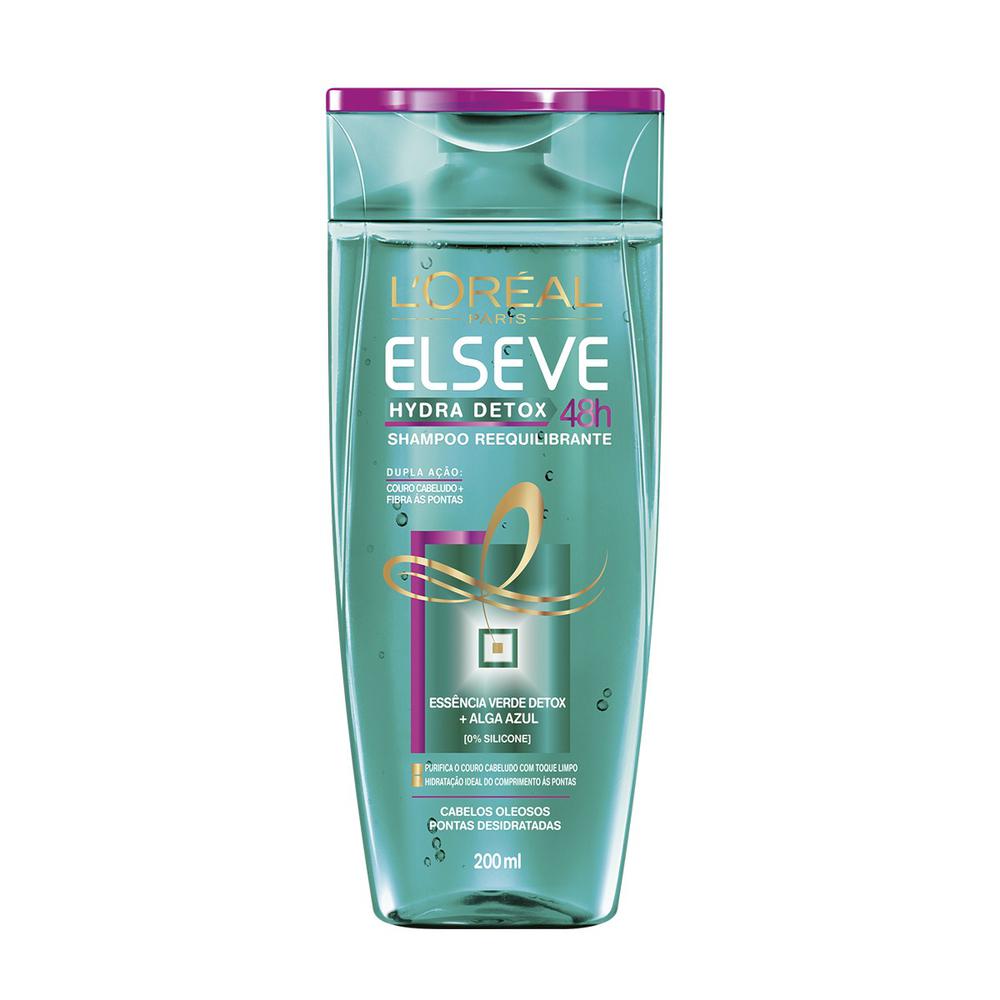 L'ORÉAL
PARIS
ELSEVE
HYDRA DETOX 48h
SHAMPOO REEQUILIBRANTE
DUPLA AÇÃO:
COURO CABELUDO +
FIBRA ÀS PONTAS
ESSÊNCIA VERDE DETOX
+ ALGA AZUL
[0% SILICONE]
PURIFICA O COURO CABELUDO COM TOQUE LIMPO
HIDRATAÇÃO IDEAL DO COMPRIMENTO ÀS PONTAS
CABELOS OLEOSOS
PONTAS DESIDRATADAS
200 ml